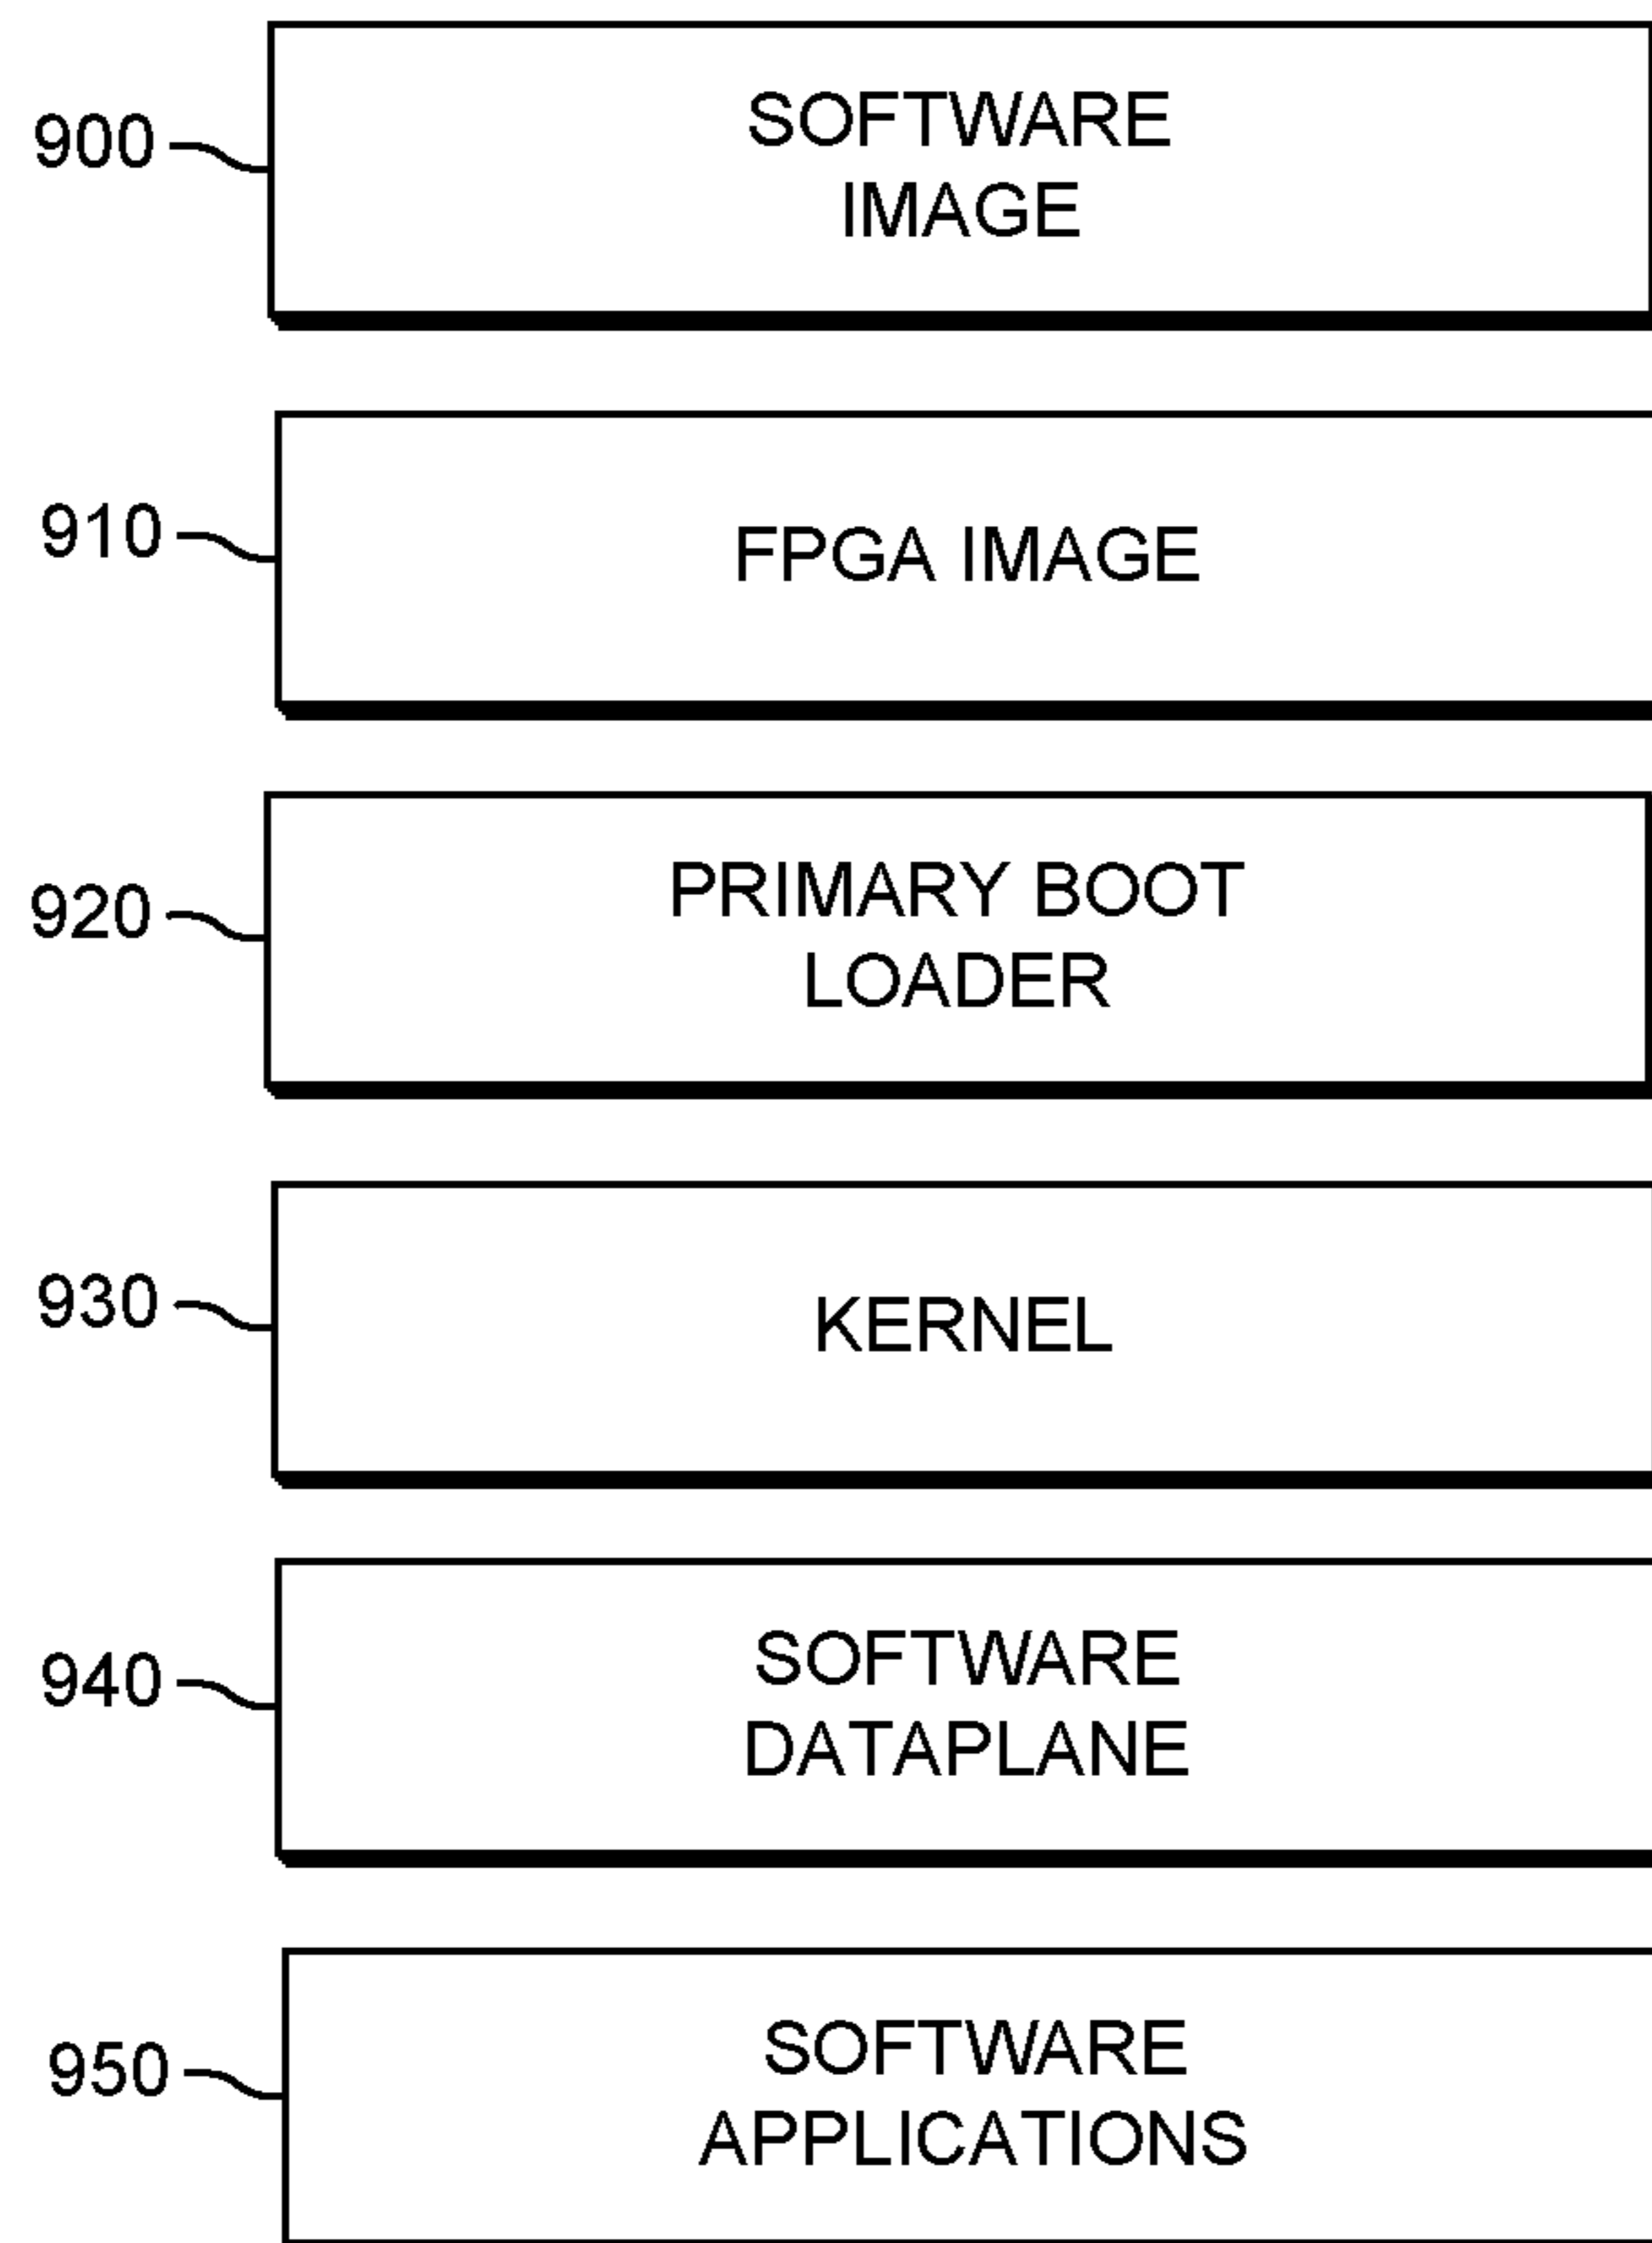 900
SOFTWARE
IMAGE
910
FPGA IMAGE
920
PRIMARY BOOT
LOADER
930
KERNEL
940
SOFTWARE
DATAPLANE
950
SOFTWARE
APPLICATIONS